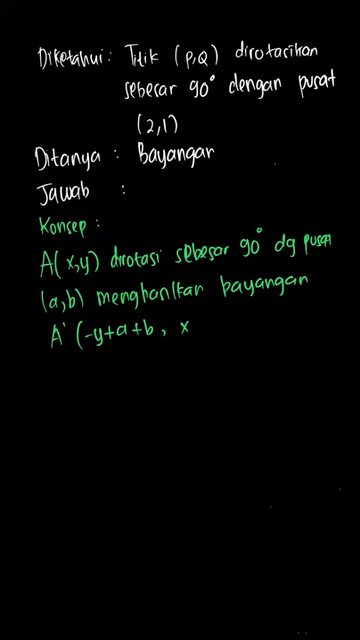 Diketahui: Titik (p,Q) dirotasikan
sebesar 90° dengan pusat
(2,1)
Ditanya : Bayangan
Jawab :
Konsep :
A(x,y) dirotasi sebesar 90° dg pusat
(a,b) menghasilkan bayangan
A' (-y+a+b, x